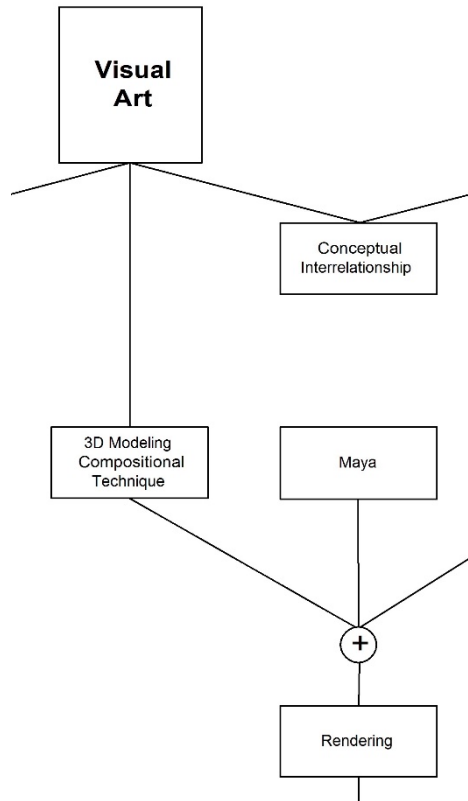 Visual
Art
Conceptual
Interrelationship
3D Modeling
Compositional
Technique
Maya
+
Rendering